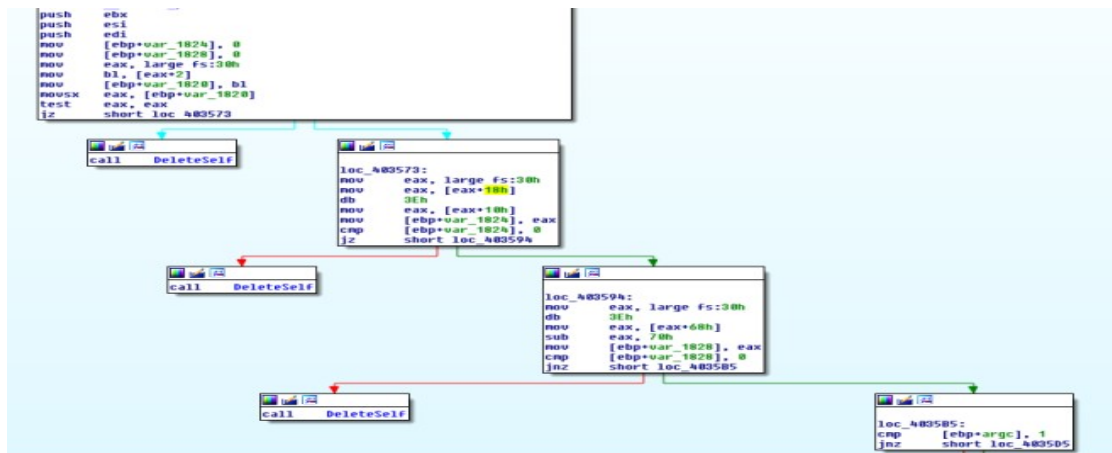 push ebx
push esi
push edi
mov [ebp+var_1824], 0
mov [ebp+var_1828], 0
mov eax, large fs:30h
mov bl, [eax+2]
mov [ebp+var_1820], bl
movsx eax, [ebp+var_1820]
test eax, eax
jz short loc_403573
call DeleteSelf
loc_403573:
mov eax, large fs:30h
mov eax, [eax+18h]
db 3Eh
mov eax, [eax+10h]
mov [ebp+var_1824], eax
cmp [ebp+var_1824], 0
jz short loc_403594
call DeleteSelf
loc_403594:
mov eax, large fs:30h
db 3Eh
mov eax, [eax+68h]
sub eax, 70h
mov [ebp+var_1828], eax
cmp [ebp+var_1828], 0
jnz short loc_4035B5
call DeleteSelf
loc_4035B5:
cmp [ebp+argc], 1
jnz short loc_4035D5